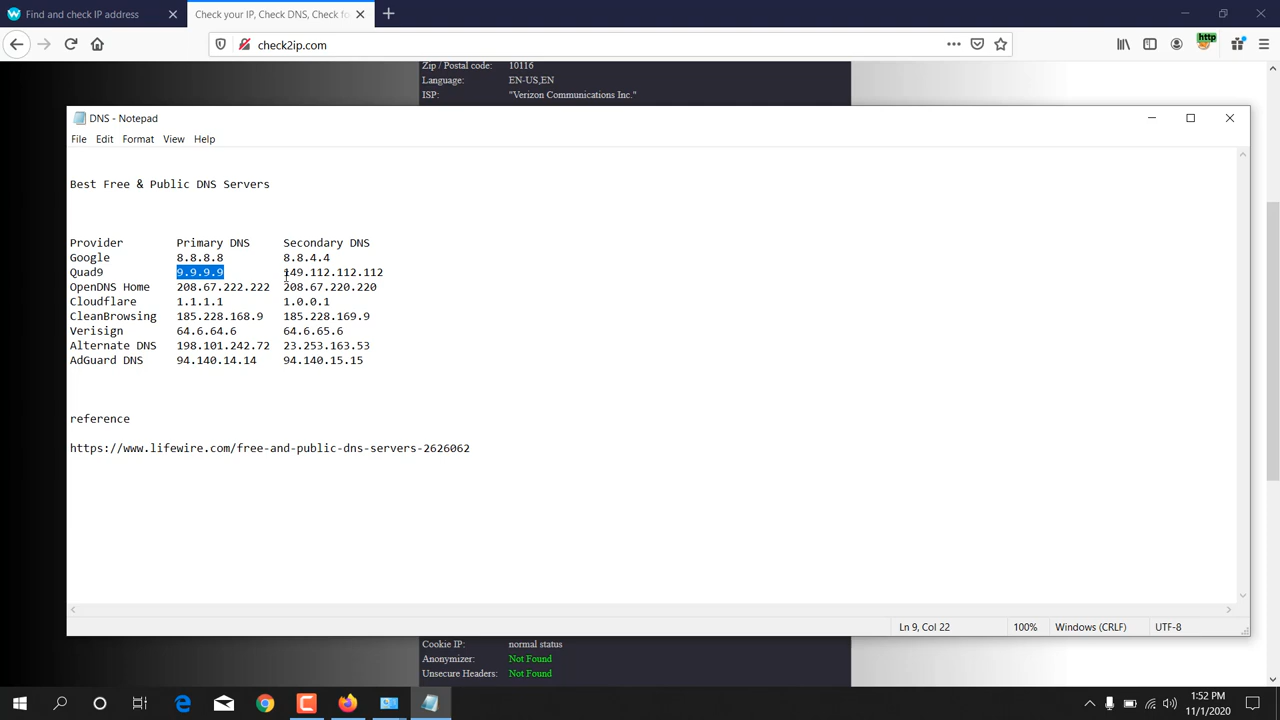 Find and check IP address
Check your IP, Check DNS, Check fo
check2ip.com
http
Zip / Postal code: 10116
Language: EN-US,EN
ISP: "Verizon Communications Inc."
DNS - Notepad
File Edit Format View Help
Best Free & Public DNS Servers
Provider Primary DNS Secondary DNS
Google 8.8.8.8 8.8.4.4
Quad9 9.9.9.9 149.112.112.112
OpenDNS Home 208.67.222.222 208.67.220.220
Cloudflare 1.1.1.1 1.0.0.1
CleanBrowsing 185.228.168.9 185.228.169.9
Verisign 64.6.64.6 64.6.65.6
Alternate DNS 198.101.242.72 23.253.163.53
AdGuard DNS 94.140.14.14 94.140.15.15
reference
https://www.lifewire.com/free-and-public-dns-servers-2626062
Ln 9, Col 22 100% Windows (CRLF) UTF-8
Cookie IP: normal status
Anonymizer: Not Found
Unsecure Headers: Not Found
1:52 PM
11/1/2020